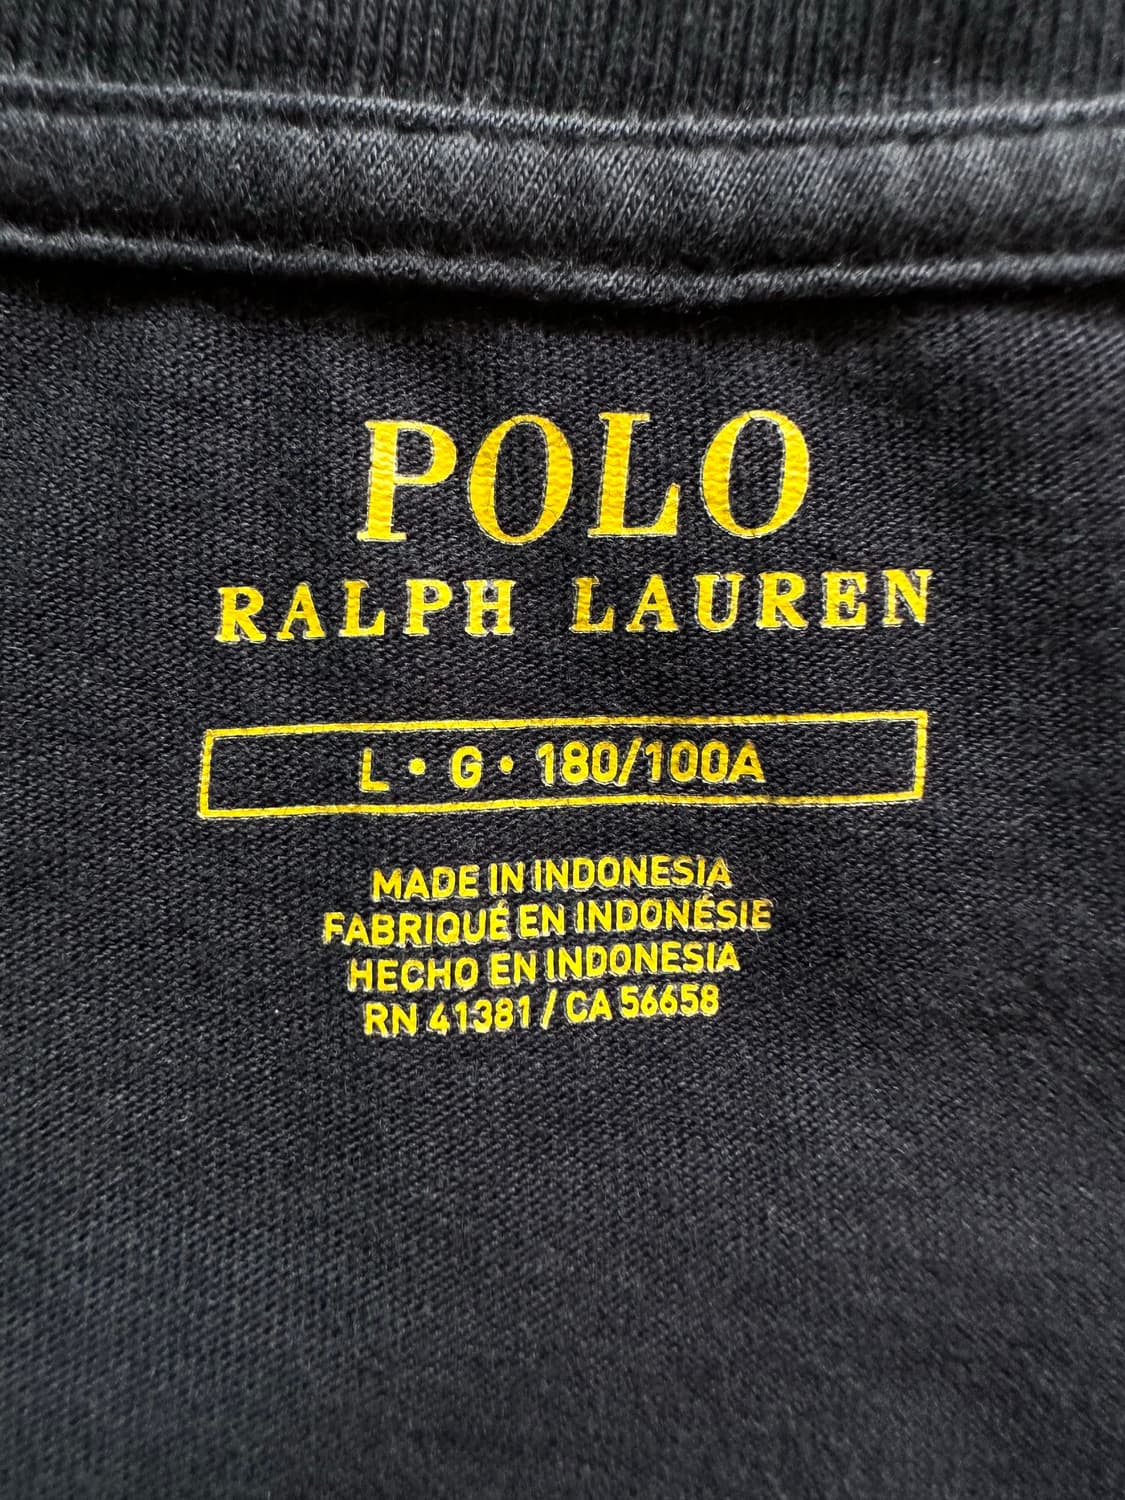 POLO
RALPH LAUREN
L • G • 180/100A
MADE IN INDONESIA
FABRIQUÉ EN INDONÉSIE
HECHO EN INDONESIA
RN 41381 / CA 56658